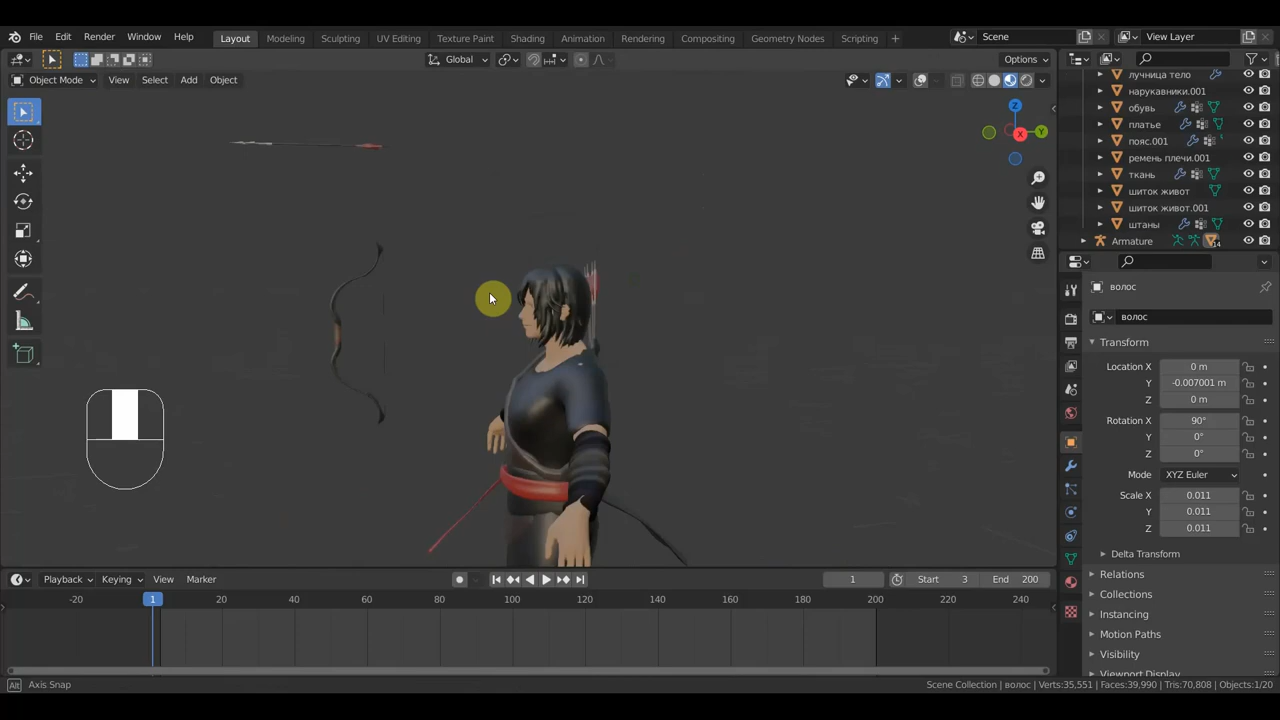 File Edit Render Window Help Layout Modeling Sculpting UV Editing Texture Paint Shading Animation Rendering Compositing Geometry Nodes Scripting + Scene View Layer
Global Options
Object Mode View Select Add Object
лучница тело
нарукавники.001
обувь
платье
пояс.001
ремень плечи.001
ткань
шиток живот
шиток живот.001
штаны
Armature 14
Z
Y
X
волос
волос
Transform
Location X 0 m
Y -0.007001 m
Z 0 m
Rotation X 90°
Y 0°
Z 0°
Mode XYZ Euler
Scale X 0.011
Y 0.011
Z 0.011
Delta Transform
Relations
Collections
Instancing
Motion Paths
Visibility
Viewport Display
Playback Keying View Marker 1 Start 3 End 200
-20 1 20 40 60 80 100 120 140 160 180 200 220 240
Alt Axis Snap Scene Collection | волос | Verts:35,551 | Faces:39,990 | Tris:70,808 | Objects:1/20